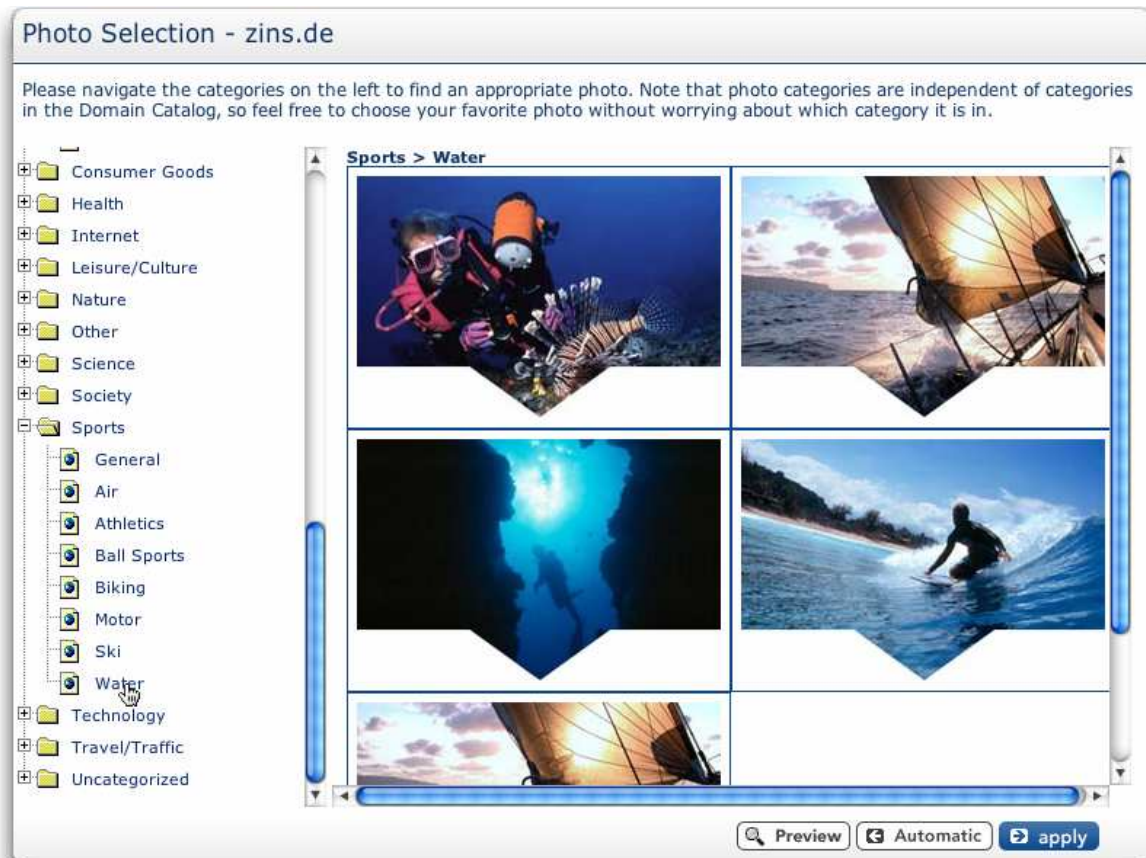 Photo Selection - zins.de
Please navigate the categories on the left to find an appropriate photo. Note that photo categories are independent of categories
in the Domain Catalog, so feel free to choose your favorite photo without worrying about which category it is in.
Consumer Goods
Health
Internet
Leisure/Culture
Nature
Other
Science
Society
Sports
General
Air
Athletics
Ball Sports
Biking
Motor
Ski
Water
Technology
Travel/Traffic
Uncategorized
Sports > Water
Preview
Automatic
apply